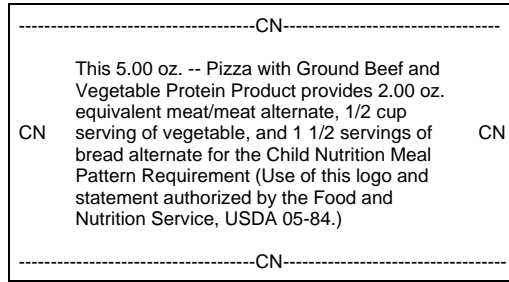 -------------------------------------CN----------------------------------
This 5.00 oz. -- Pizza with Ground Beef and
Vegetable Protein Product provides 2.00 oz.
equivalent meat/meat alternate, 1/2 cup
CN serving of vegetable, and 1 1/2 servings of CN
bread alternate for the Child Nutrition Meal
Pattern Requirement (Use of this logo and
statement authorized by the Food and
Nutrition Service, USDA 05-84.)
-------------------------------------CN-----------------------------------